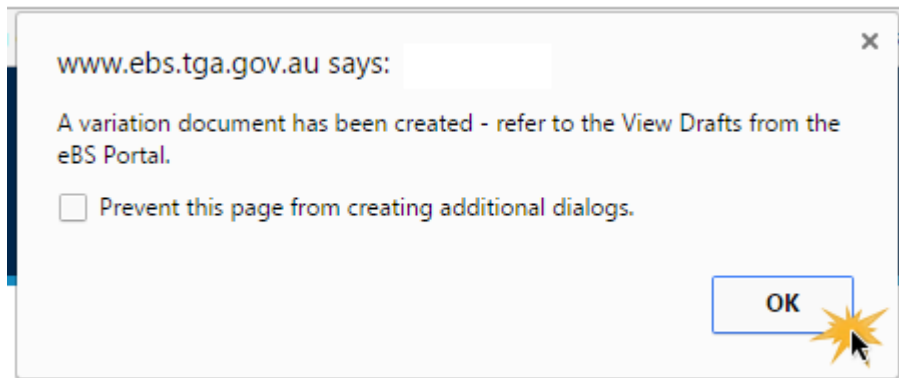 www.ebs.tga.gov.au says:
A variation document has been created - refer to the View Drafts from the
eBS Portal.
Prevent this page from creating additional dialogs.
OK